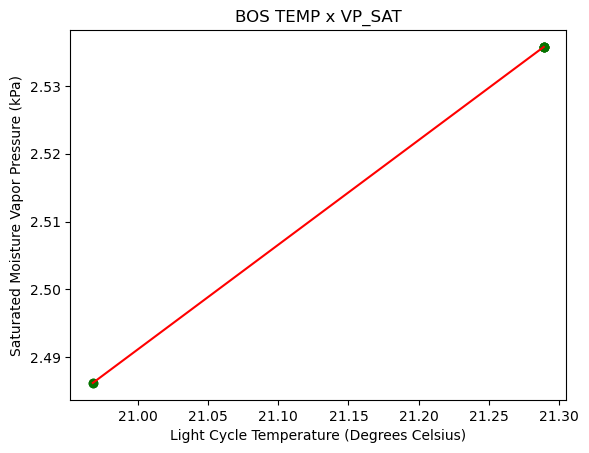 BOS TEMP x VP_SAT
Saturated Moisture Vapor Pressure (kPa)
2.53
2.52
2.51
2.50
2.49
21.00 21.05 21.10 21.15 21.20 21.25 21.30
Light Cycle Temperature (Degrees Celsius)